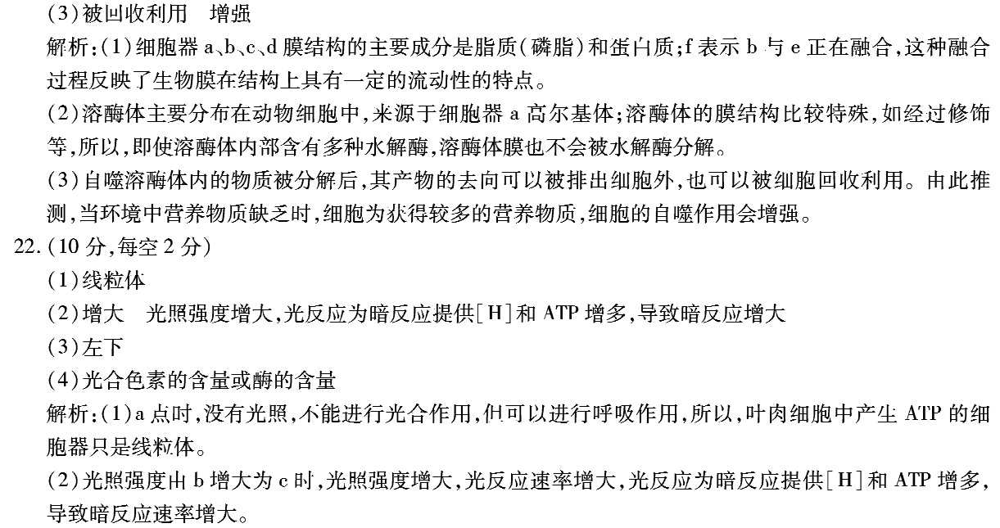 (3)被回收利用　增强
解析:(1)细胞器 a、b、c、d 膜结构的主要成分是脂质(磷脂)和蛋白质;f 表示 b 与 e 正在融合,这种融合
过程反映了生物膜在结构上具有一定的流动性的特点。
(2)溶酶体主要分布在动物细胞中,来源于细胞器 a 高尔基体;溶酶体的膜结构比较特殊,如经过修饰
等,所以,即使溶酶体内部含有多种水解酶,溶酶体膜也不会被水解酶分解。
(3)自噬溶酶体内的物质被分解后,其产物的去向可以被排出细胞外,也可以被细胞回收利用。由此推
测,当环境中营养物质缺乏时,细胞为获得较多的营养物质,细胞的自噬作用会增强。
22.(10 分,每空 2 分)
(1)线粒体
(2)增大　光照强度增大,光反应为暗反应提供[H]和 ATP 增多,导致暗反应增大
(3)左下
(4)光合色素的含量或酶的含量
解析:(1)a 点时,没有光照,不能进行光合作用,但可以进行呼吸作用,所以,叶肉细胞中产生 ATP 的细
胞器只是线粒体。
(2)光照强度由 b 增大为 c 时,光照强度增大,光反应速率增大,光反应为暗反应提供[H]和 ATP 增多,
导致暗反应速率增大。